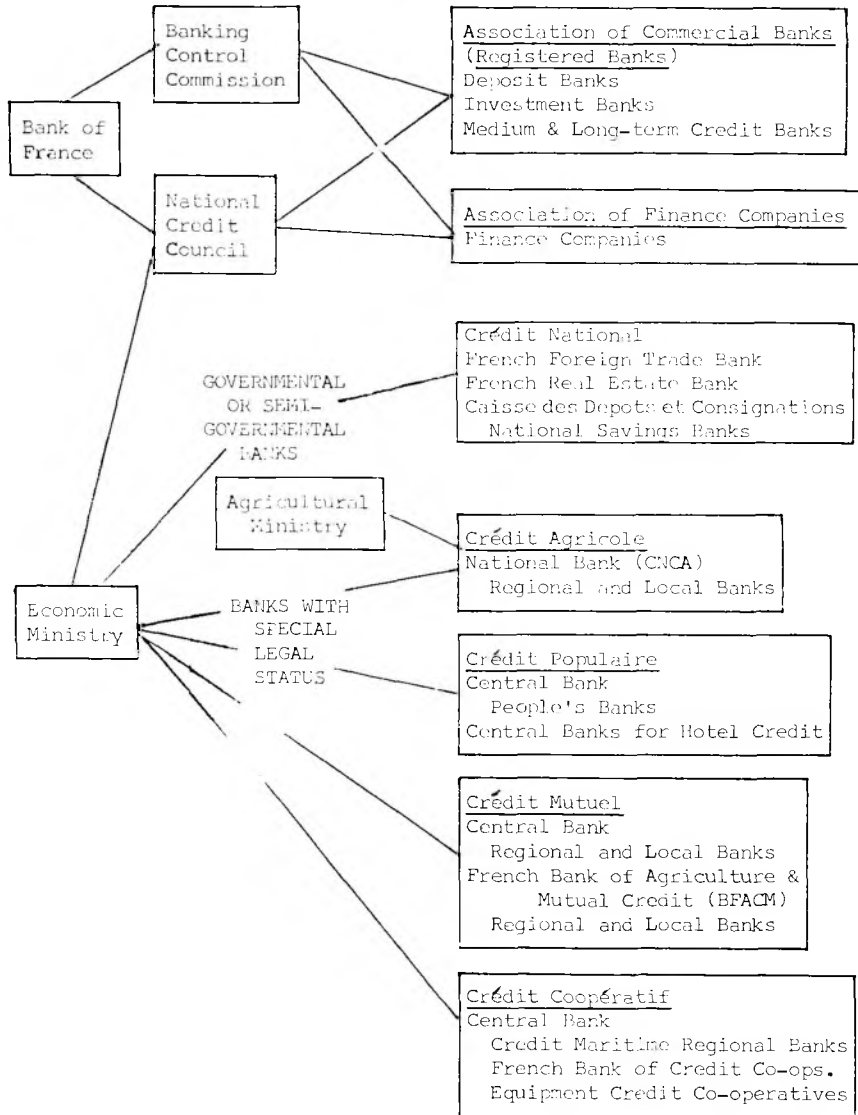 Banking
Control
Commission
Association of Commercial Banks
(Registered Banks)
Deposit Banks
Investment Banks
Medium & Long-term Credit Banks
Bank of
France
National
Credit
Council
Association of Finance Companies
Finance Companies
Crédit National
French Foreign Trade Bank
French Real Estate Bank
Caisse des Depots et Consignations
National Savings Banks
GOVERNMENTAL
OR SEMI-
GOVERNMENTAL
BANKS
Agricultural
Ministry
Crédit Agricole
National Bank (CNCA)
Regional and Local Banks
Economic
Ministry
BANKS WITH
SPECIAL
LEGAL
STATUS
Crédit Populaire
Central Bank
People's Banks
Central Banks for Hotel Credit
Crédit Mutuel
Central Bank
Regional and Local Banks
French Bank of Agriculture &
Mutual Credit (BFACM)
Regional and Local Banks
Crédit Coopératif
Central Bank
Credit Maritime Regional Banks
French Bank of Credit Co-ops.
Equipment Credit Co-operatives